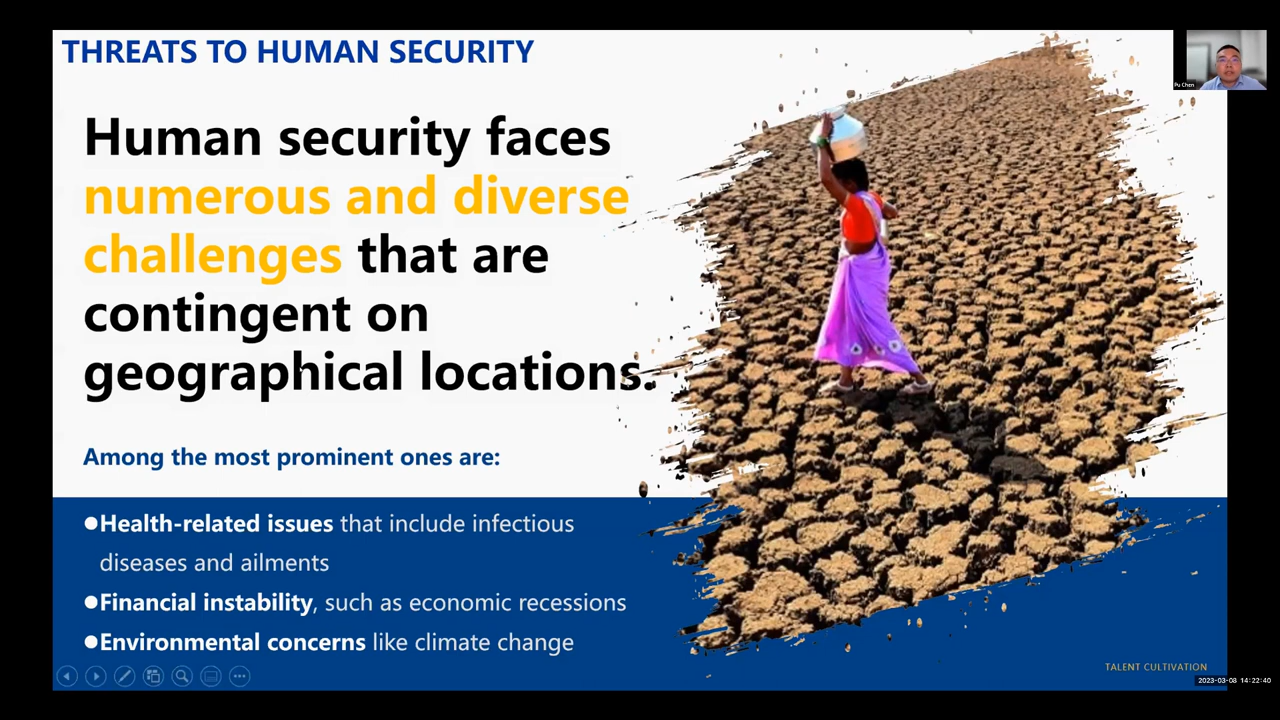 THREATS TO HUMAN SECURITY
Human security faces
numerous and diverse
challenges that are
contingent on
geographical locations.
Among the most prominent ones are:
●Health-related issues that include infectious
diseases and ailments
●Financial instability, such as economic recessions
●Environmental concerns like climate change
TALENT CULTIVATION
Pu Chen
2023-03-08 14:22:40